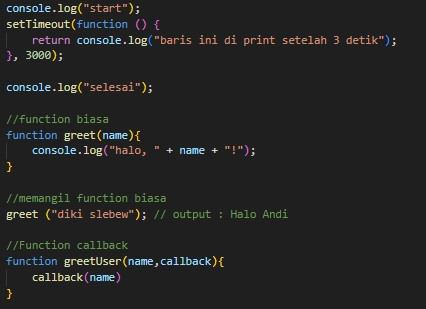 console.log("start");
setTimeout(function () {
    return console.log("baris ini di print setelah 3 detik");
}, 3000);

console.log("selesai");

//function biasa
function greet(name){
    console.log("halo, " + name + "!");
}

//memangil function biasa
greet ("diki slebew"); // output : Halo Andi

//Function callback
function greetUser(name,callback){
    callback(name)
}